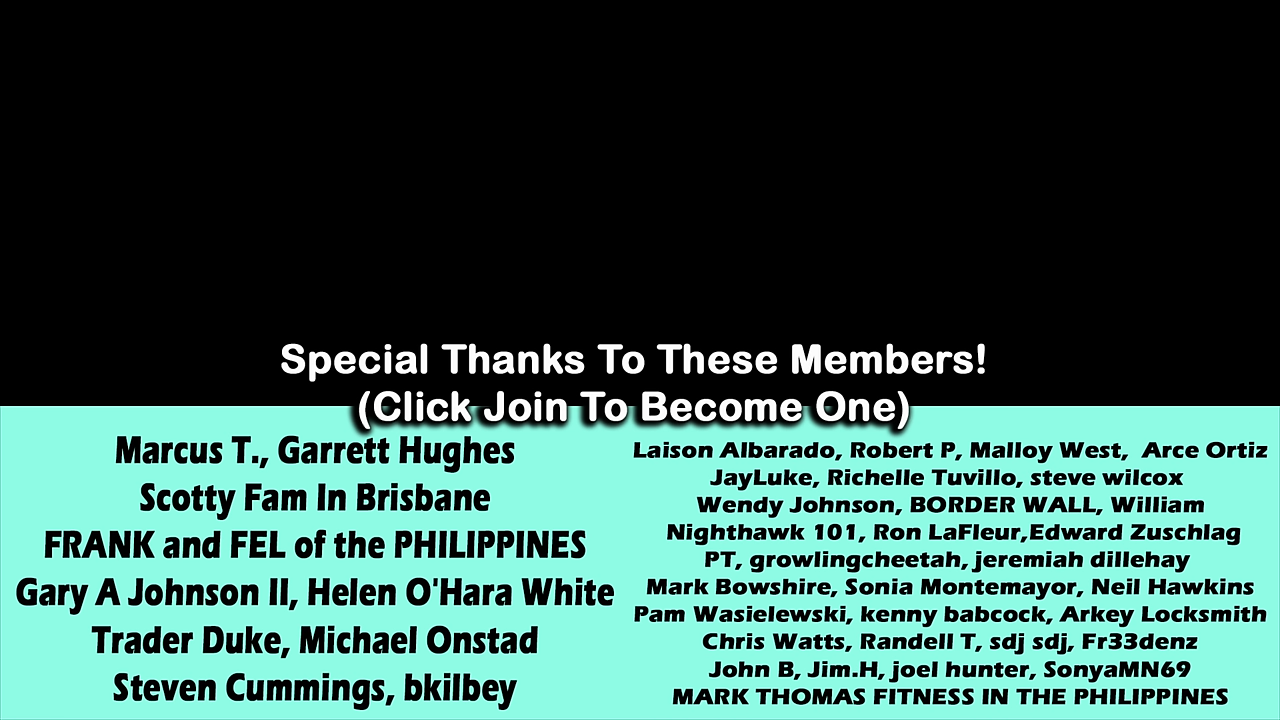 Special Thanks To These Members!
(Click Join To Become One)
Marcus T., Garrett Hughes
Scotty Fam In Brisbane
FRANK and FEL of the PHILIPPINES
Gary A Johnson II, Helen O'Hara White
Trader Duke, Michael Onstad
Steven Cummings, bkilbey
Laison Albarado, Robert P, Malloy West,  Arce Ortiz
JayLuke, Richelle Tuvillo, steve wilcox
Wendy Johnson, BORDER WALL, William
Nighthawk 101, Ron LaFleur,Edward Zuschlag
PT, growlingcheetah, jeremiah dillehay
Mark Bowshire, Sonia Montemayor, Neil Hawkins
Pam Wasielewski, kenny babcock, Arkey Locksmith
Chris Watts, Randell T, sdj sdj, Fr33denz
John B, Jim.H, joel hunter, SonyaMN69
MARK THOMAS FITNESS IN THE PHILIPPINES